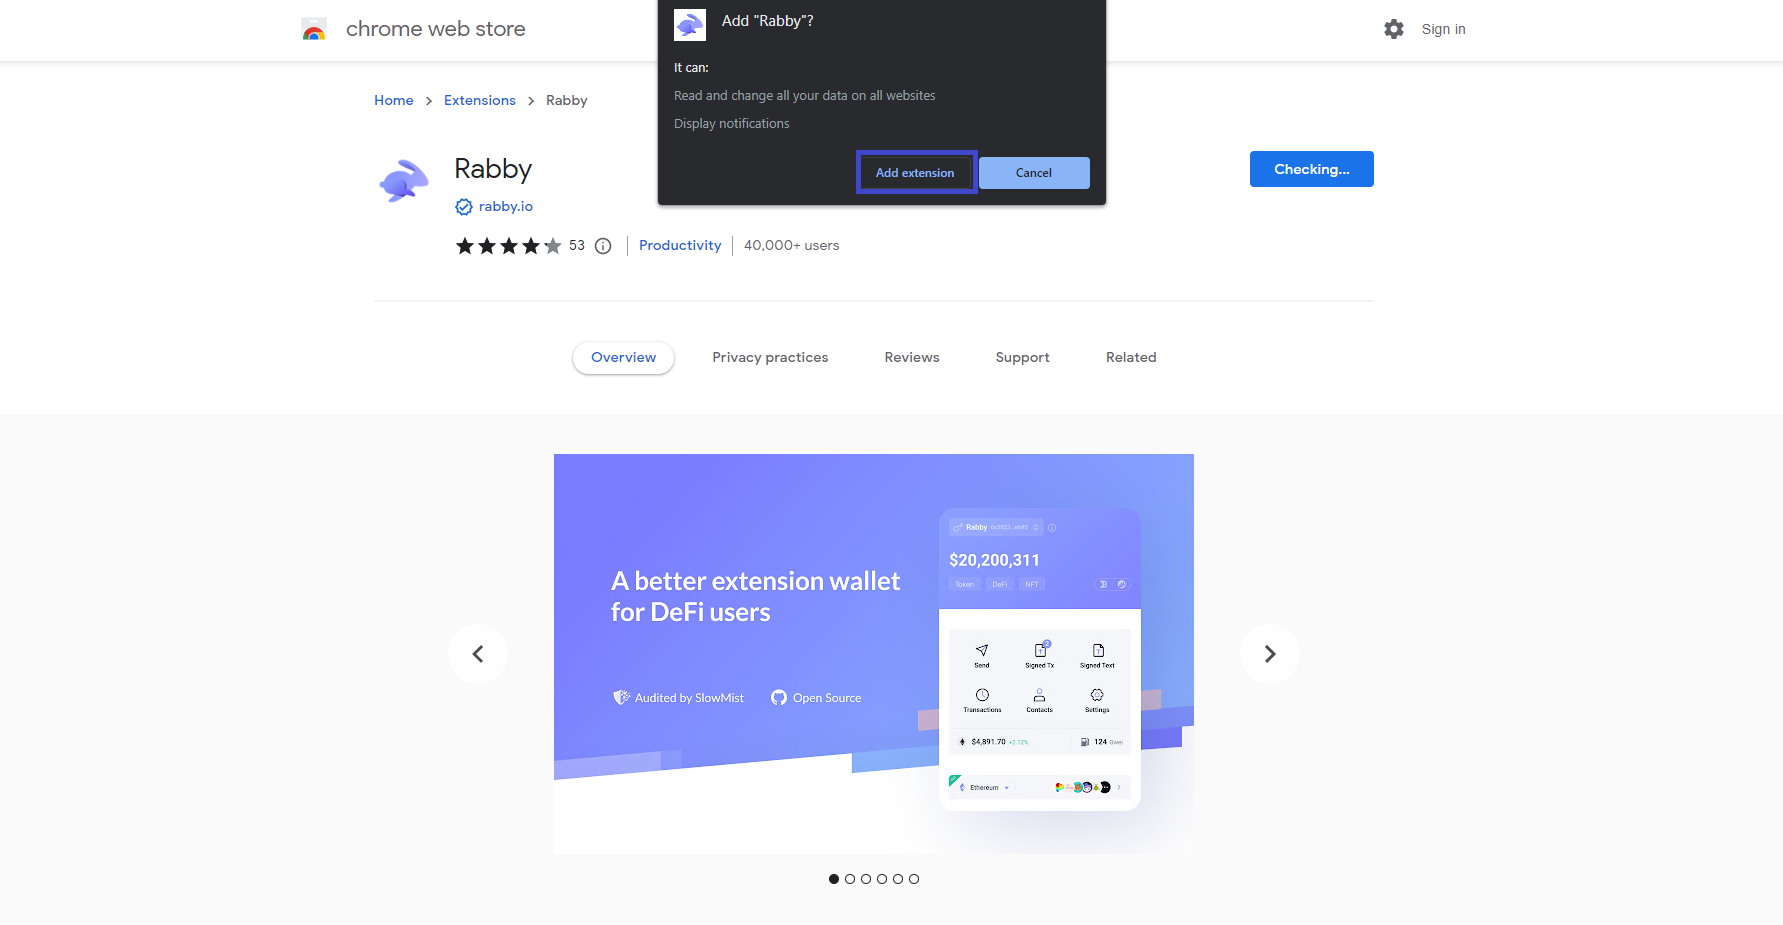 chrome web store
Add "Rabby"?
It can:
Read and change all your data on all websites
Display notifications
Add extension
Cancel
Sign in
Home > Extensions > Rabby
Rabby
rabby.io
53
Productivity
40,000+ users
Checking...
Overview
Privacy practices
Reviews
Support
Related
A better extension wallet
for DeFi users
Audited by SlowMist
Open Source
Rabby
$20,200,311
Token DeFi NFT
Send Signed Tx Signed Text
Transactions Contacts Settings
$4,891.70 +2.12% 124 Gwei
Ethereum